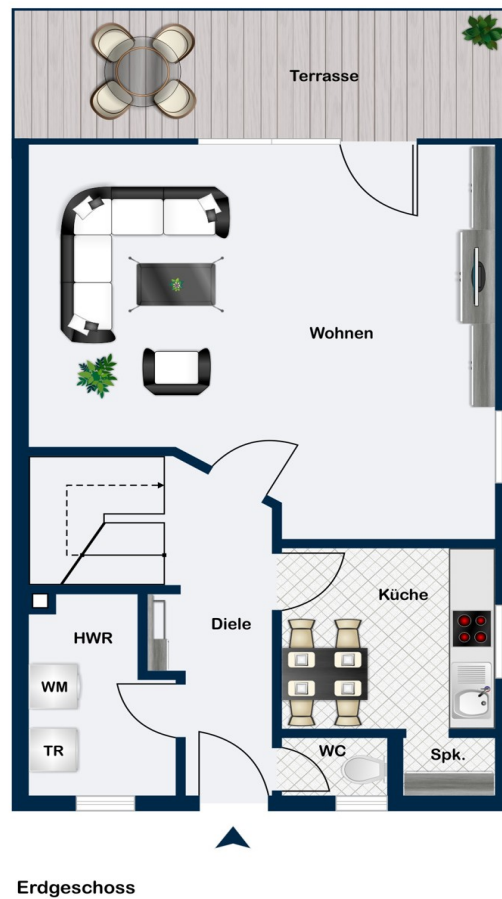 Terrasse
Wohnen
Küche
Diele
HWR
WM
TR
WC
Spk.
Erdgeschoss